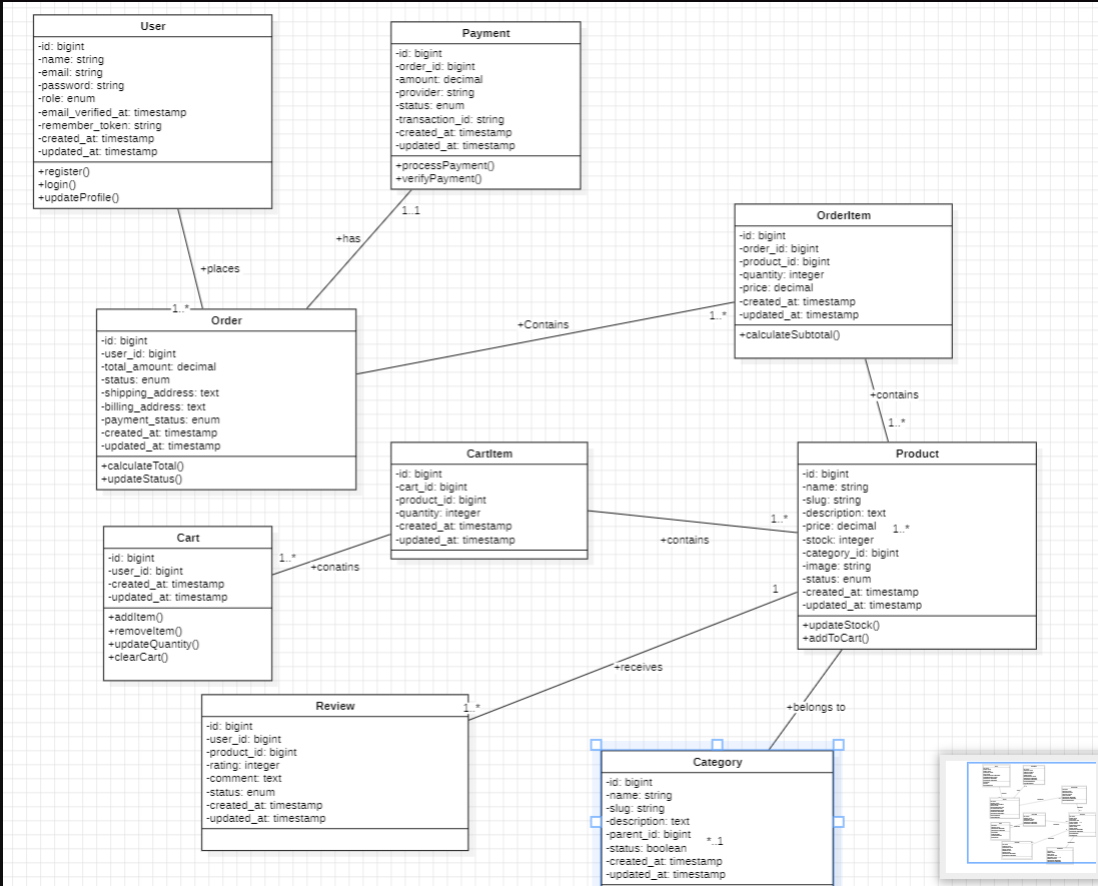 User
-id: bigint
-name: string
-email: string
-password: string
-role: enum
-email_verified_at: timestamp
-remember_token: string
-created_at: timestamp
-updated_at: timestamp
+register()
+login()
+updateProfile()
Payment
-id: bigint
-order_id: bigint
-amount: decimal
-provider: string
-status: enum
-transaction_id: string
-created_at: timestamp
-updated_at: timestamp
+processPayment()
+verifyPayment()
1..1
+has
+places
1..*
OrderItem
-id: bigint
-order_id: bigint
-product_id: bigint
-quantity: integer
-price: decimal
-created_at: timestamp
-updated_at: timestamp
+calculateSubtotal()
+Contains
1..*
Order
-id: bigint
-user_id: bigint
-total_amount: decimal
-status: enum
-shipping_address: text
-billing_address: text
-payment_status: enum
-created_at: timestamp
-updated_at: timestamp
+calculateTotal()
+updateStatus()
+contains
1..*
CartItem
-id: bigint
-cart_id: bigint
-product_id: bigint
-quantity: integer
-created_at: timestamp
-updated_at: timestamp
Product
-id: bigint
-name: string
-slug: string
-description: text
-price: decimal
1..*
-stock: integer
-category_id: bigint
-image: string
-status: enum
-created_at: timestamp
-updated_at: timestamp
+updateStock()
+addToCart()
1..*
+contains
Cart
-id: bigint
-user_id: bigint
-created_at: timestamp
-updated_at: timestamp
+addItem()
+removeItem()
+updateQuantity()
+clearCart()
1..*
+conatins
1
+receives
1..*
+belongs to
Review
-id: bigint
-user_id: bigint
-product_id: bigint
-rating: integer
-comment: text
-status: enum
-created_at: timestamp
-updated_at: timestamp
Category
-id: bigint
-name: string
-slug: string
-description: text
-parent_id: bigint
*..1
-status: boolean
-created_at: timestamp
-updated_at: timestamp